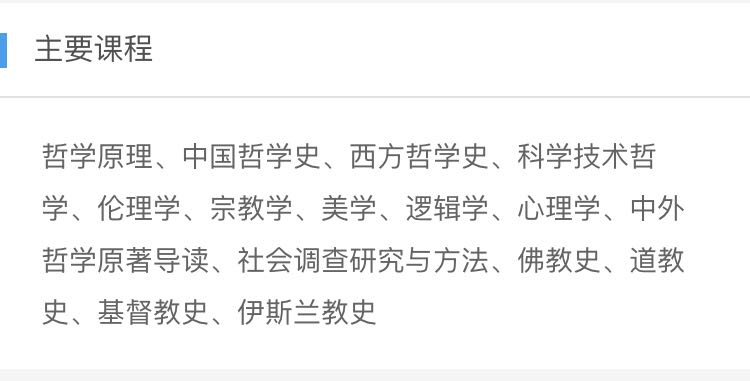 主要课程
哲学原理、中国哲学史、西方哲学史、科学技术哲
学、伦理学、宗教学、美学、逻辑学、心理学、中外
哲学原著导读、社会调查研究与方法、佛教史、道教
史、基督教史、伊斯兰教史